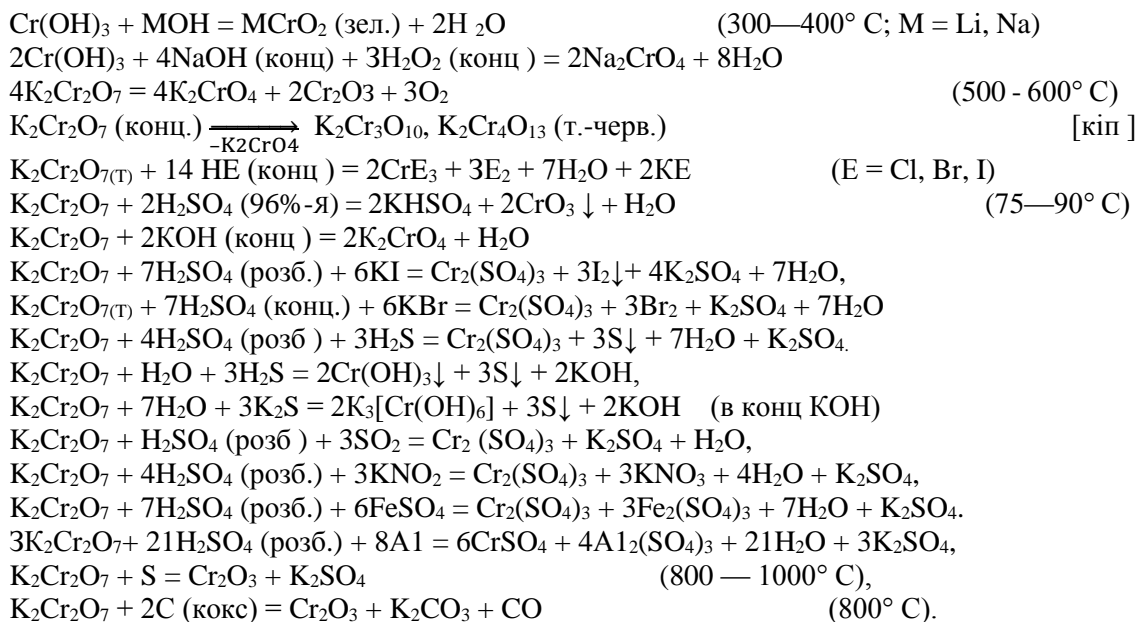 Cr(OH)₃ + MOH = MCrO₂ (зел.) + 2H ₂O (300—400° C; M = Li, Na)
2Cr(OH)₃ + 4NaOH (конц) + 3H₂O₂ (конц ) = 2Na₂CrO₄ + 8H₂O
4K₂Cr₂O₇ = 4K₂CrO₄ + 2Cr₂O3 + 3O₂ (500 - 600° C)
K₂Cr₂O₇ (конц.) ⟶ –K2CrO4 K₂Cr₃O₁₀, K₂Cr₄O₁₃ (т.-черв.) [кіп ]
K₂Cr₂O₇₍T₎ + 14 HE (конц ) = 2CrE₃ + 3E₂ + 7H₂O + 2KE (E = Cl, Br, I)
K₂Cr₂O₇ + 2H₂SO₄ (96%-я) = 2KHSO₄ + 2CrO₃ ↓ + H₂O (75—90° C)
K₂Cr₂O₇ + 2KOH (конц ) = 2K₂CrO₄ + H₂O
K₂Cr₂O₇ + 7H₂SO₄ (розб.) + 6KI = Cr₂(SO₄)₃ + 3I₂↓+ 4K₂SO₄ + 7H₂O,
K₂Cr₂O₇₍T₎ + 7H₂SO₄ (конц.) + 6KBr = Cr₂(SO₄)₃ + 3Br₂ + K₂SO₄ + 7H₂O
K₂Cr₂O₇ + 4H₂SO₄ (розб ) + 3H₂S = Cr₂(SO₄)₃ + 3S↓ + 7H₂O + K₂SO₄.
K₂Cr₂O₇ + H₂O + 3H₂S = 2Cr(OH)₃↓ + 3S↓ + 2KOH,
K₂Cr₂O₇ + 7H₂O + 3K₂S = 2K₃[Cr(OH)₆] + 3S↓ + 2KOH (в конц КОН)
K₂Cr₂O₇ + H₂SO₄ (розб ) + 3SO₂ = Cr₂ (SO₄)₃ + K₂SO₄ + H₂O,
K₂Cr₂O₇ + 4H₂SO₄ (розб.) + 3KNO₂ = Cr₂(SO₄)₃ + 3KNO₃ + 4H₂O + K₂SO₄,
K₂Cr₂O₇ + 7H₂SO₄ (розб.) + 6FeSO₄ = Cr₂(SO₄)₃ + 3Fe₂(SO₄)₃ + 7H₂O + K₂SO₄.
3K₂Cr₂O₇+ 21H₂SO₄ (розб.) + 8A1 = 6CrSO₄ + 4A1₂(SO₄)₃ + 21H₂O + 3K₂SO₄,
K₂Cr₂O₇ + S = Cr₂O₃ + K₂SO₄ (800 — 1000° C),
K₂Cr₂O₇ + 2C (кокс) = Cr₂O₃ + K₂CO₃ + CO (800° C).